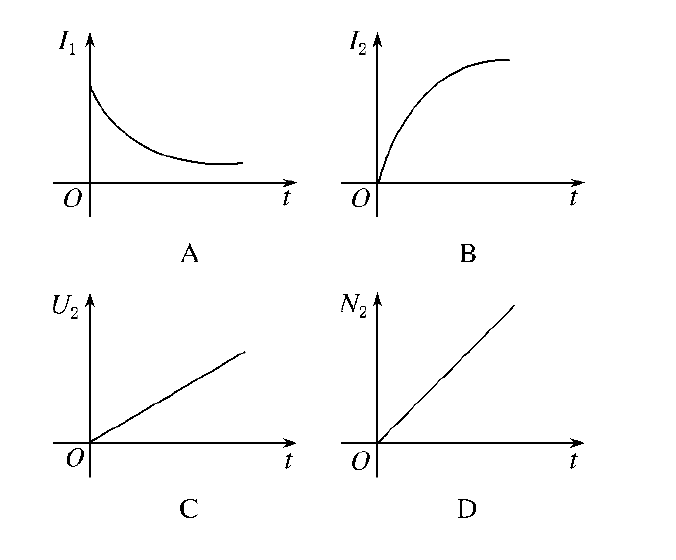 I₁ I₂
O t O t
A B
U₂ N₂
O t O t
C D